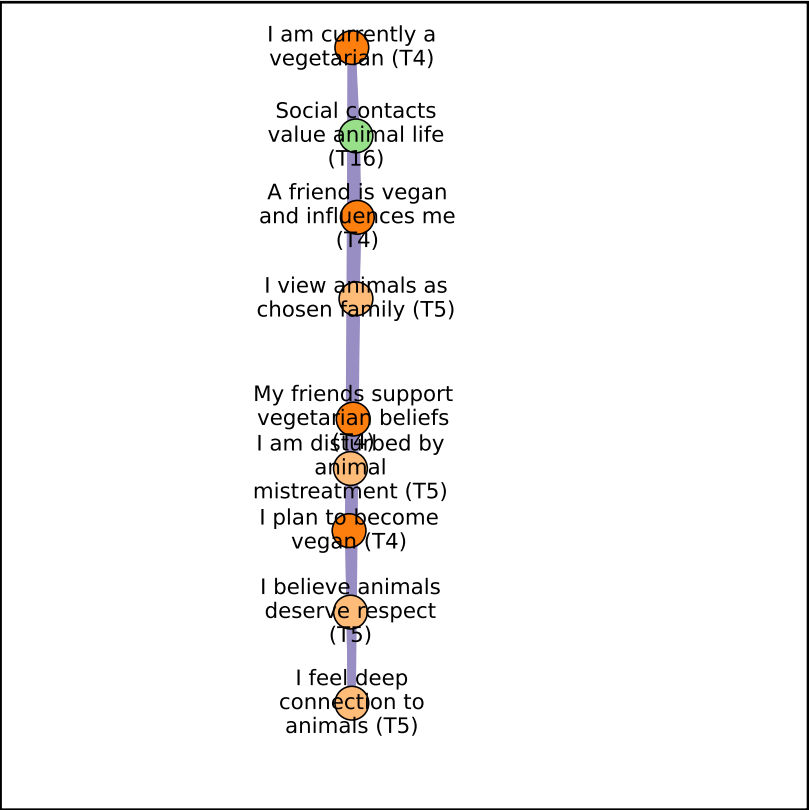 I am currently a
vegetarian (T4)
Social contacts
value animal life
(T16)
A friend is vegan
and influences me
(T4)
I view animals as
chosen family (T5)
My friends support
vegetarian beliefs
(T4)
I am disturbed by
animal
mistreatment (T5)
I plan to become
vegan (T4)
I believe animals
deserve respect
(T5)
I feel deep
connection to
animals (T5)